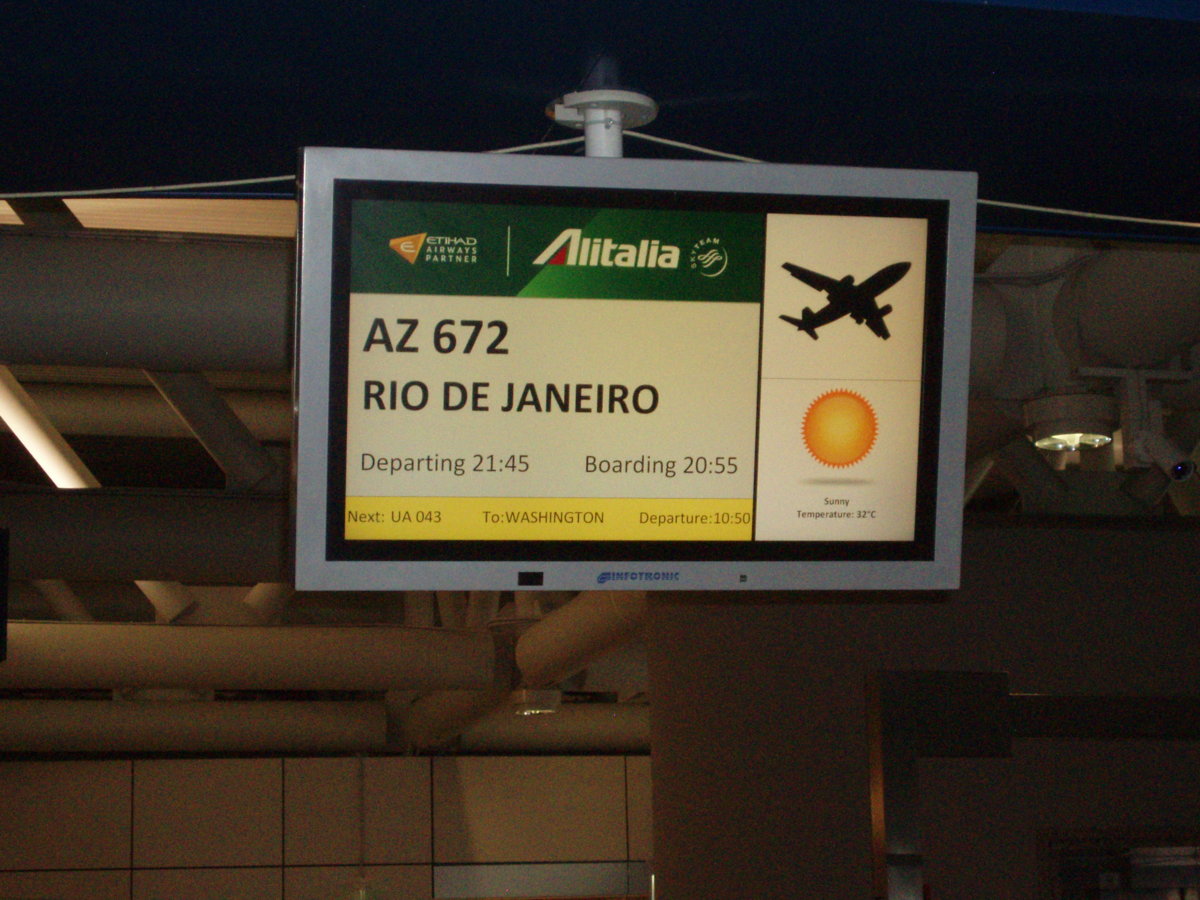 ETIHAD
AIRWAYS
PARTNER
Alitalia
SKYTEAM
AZ 672
RIO DE JANEIRO
Departing 21:45 Boarding 20:55
Next: UA 043 To:WASHINGTON Departure:10:50
Sunny
Temperature: 32°C
INFOTRONIC